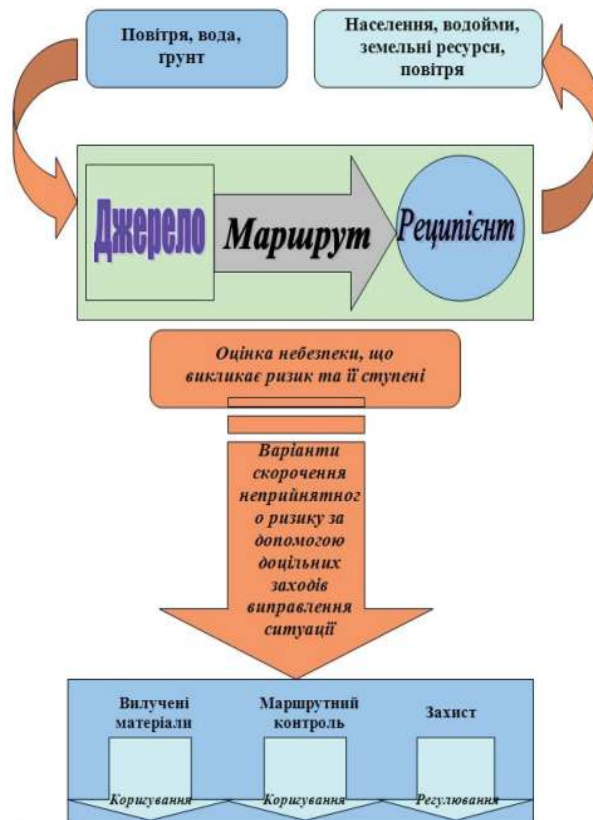 Повітря, вода,
грунт
Населення, водойми,
земельні ресурси,
повітря
Джерело
Маршрут
Реципієнт
Оцінка небезпеки, що
викликає ризик та її ступені
Варіанти
скорочення
неприйнятног
о ризику за
допомогою
доцільних
заходів
виправлення
ситуації
Вилучені
матеріали
Маршрутний
контроль
Захист
Коригування
Коригування
Регулювання